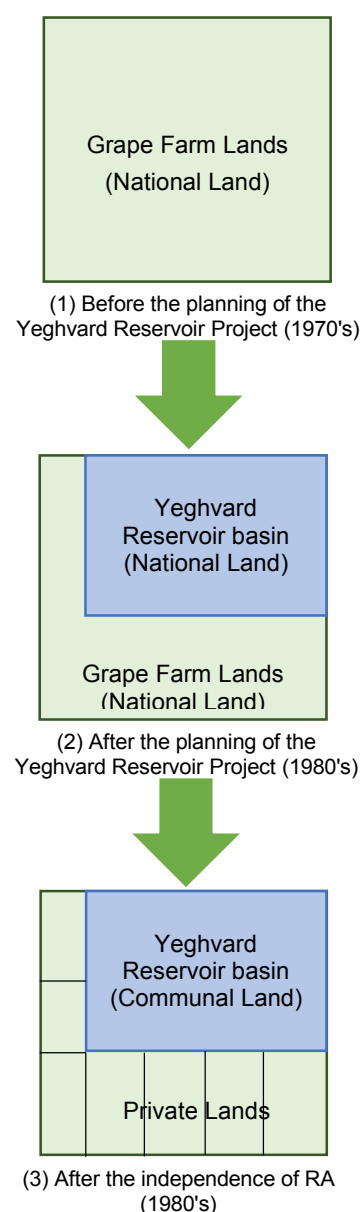 Grape Farm Lands
(National Land)
(1) Before the planning of the
Yeghvard Reservoir Project (1970's)
Yeghvard
Reservoir basin
(National Land)
Grape Farm Lands
(National Land)
(2) After the planning of the
Yeghvard Reservoir Project (1980's)
Yeghvard
Reservoir basin
(Communal Land)
Private Lands
(3) After the independence of RA
(1980's)